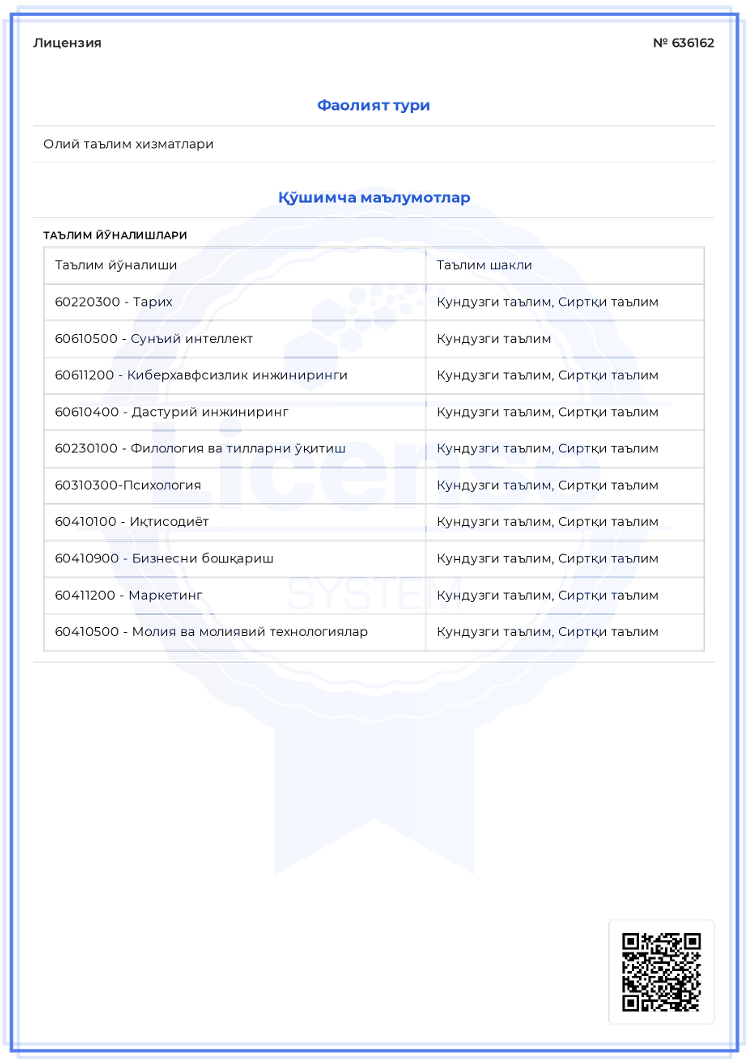 Лицензия № 636162
Фаолият тури
Олий таълим хизматлари
Қўшимча маълумотлар
ТАЪЛИМ ЙЎНАЛИШЛАРИ
Таълим йўналиши Таълим шакли
60220300 - Тарих Кундузги таълим, Сиртқи таълим
60610500 - Сунъий интеллект Кундузги таълим
60611200 - Киберхавфсизлик инжиниринги Кундузги таълим, Сиртқи таълим
60610400 - Дастурий инжиниринг Кундузги таълим, Сиртқи таълим
60230100 - Филология ва тилларни ўқитиш Кундузги таълим, Сиртқи таълим
60310300-Психология Кундузги таълим, Сиртқи таълим
60410100 - Иқтисодиёт Кундузги таълим, Сиртқи таълим
60410900 - Бизнесни бошқариш Кундузги таълим, Сиртқи таълим
60411200 - Маркетинг Кундузги таълим, Сиртқи таълим
60410500 - Молия ва молиявий технологиялар Кундузги таълим, Сиртқи таълим
License
SYSTEM